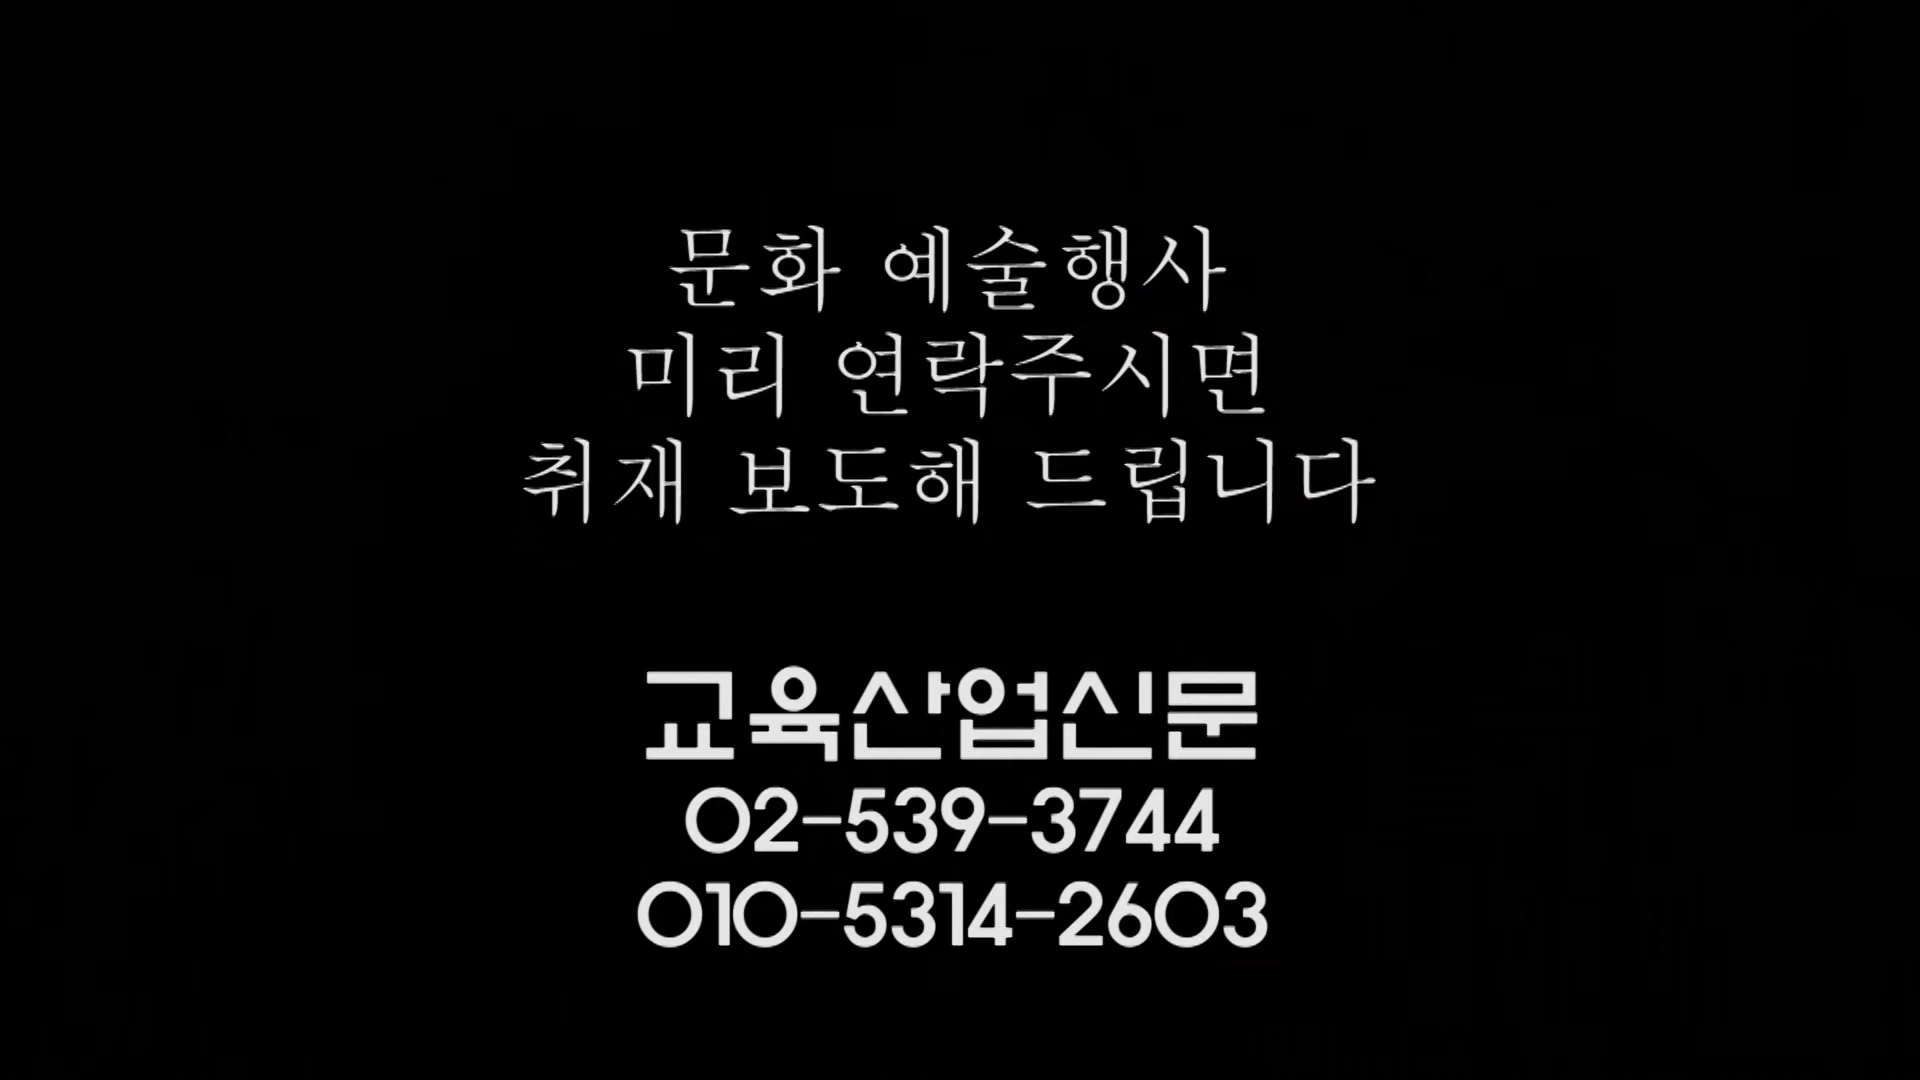 문화 예술행사
미리 연락주시면
취재 보도해 드립니다
교육산업신문
02-539-3744
010-5314-2603